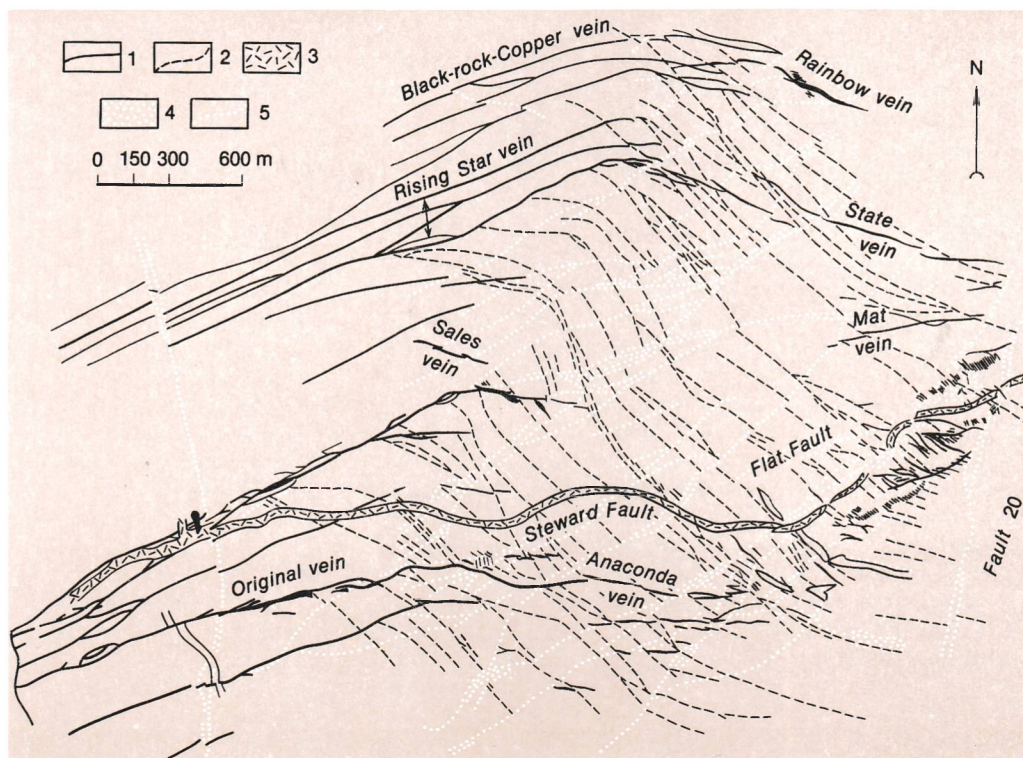 1
2
3
4
5
0 150 300 600 m
N
Black-rock-Copper vein
Rainbow vein
Rising Star vein
State
vein
Mat
vein
Sales
vein
Flat Fault
Steward Fault
Fault 20
Original vein
Anaconda
vein